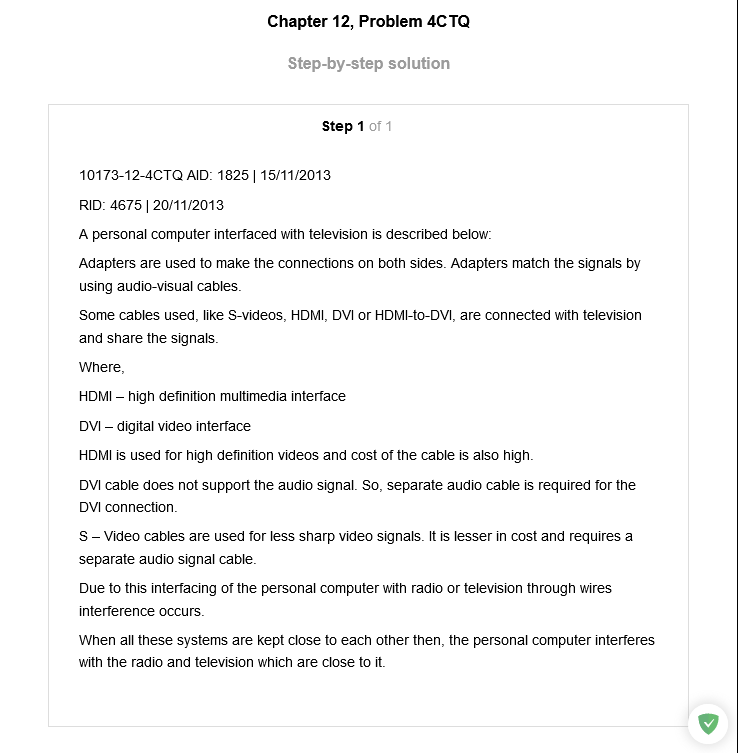 Chapter 12, Problem 4CTQ
Step-by-step solution
Step 1 of 1
10173-12-4CTQ AID: 1825 | 15/11/2013
RID: 4675 | 20/11/2013
A personal computer interfaced with television is described below:
Adapters are used to make the connections on both sides. Adapters match the signals by
using audio-visual cables.
Some cables used, like S-videos, HDMI, DVI or HDMI-to-DVI, are connected with television
and share the signals.
Where,
HDMI – high definition multimedia interface
DVI – digital video interface
HDMI is used for high definition videos and cost of the cable is also high.
DVI cable does not support the audio signal. So, separate audio cable is required for the
DVI connection.
S – Video cables are used for less sharp video signals. It is lesser in cost and requires a
separate audio signal cable.
Due to this interfacing of the personal computer with radio or television through wires
interference occurs.
When all these systems are kept close to each other then, the personal computer interferes
with the radio and television which are close to it.